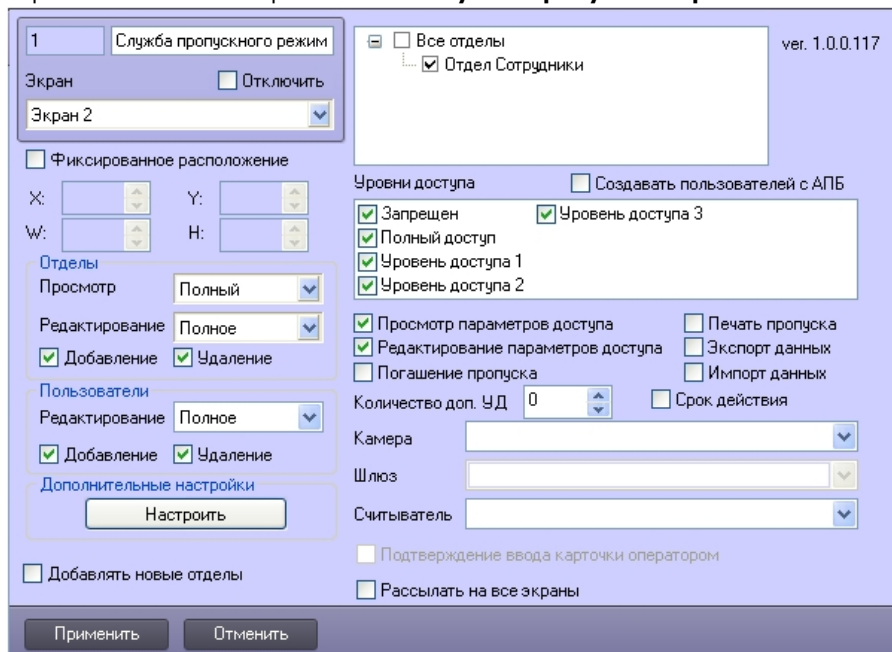 1 Служба пропускного режим
Экран Отключить
Экран 2
Фиксированное расположение
X: Y:
W: H:
Отделы
Просмотр Полный
Редактирование Полное
Добавление Удаление
Пользователи
Редактирование Полное
Добавление Удаление
Дополнительные настройки
Настроить
Добавлять новые отделы
Все отделы
Отдел Сотрудники
ver. 1.0.0.117
Уровни доступа Создавать пользователей с АПБ
Запрещен Уровень доступа 3
Полный доступ
Уровень доступа 1
Уровень доступа 2
Просмотр параметров доступа Печать пропуска
Редактирование параметров доступа Экспорт данных
Погашение пропуска Импорт данных
Количество доп. УД 0 Срок действия
Камера
Шлюз
Считыватель
Подтверждение ввода карточки оператором
Рассылать на все экраны
Применить Отменить